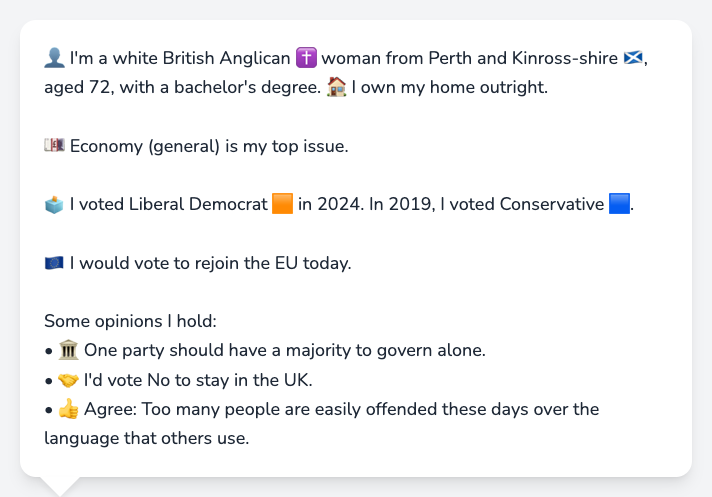 👤 I'm a white British Anglican ✝️ woman from Perth and Kinross-shire 🏴󠁧󠁢󠁳󠁣󠁴󠁿,
aged 72, with a bachelor's degree. 🏠 I own my home outright.
💷 Economy (general) is my top issue.
🗳️ I voted Liberal Democrat 🟧 in 2024. In 2019, I voted Conservative 🟦.
🇪🇺 I would vote to rejoin the EU today.
Some opinions I hold:
• 🏛️ One party should have a majority to govern alone.
• 🤝 I'd vote No to stay in the UK.
• 👍 Agree: Too many people are easily offended these days over the
language that others use.